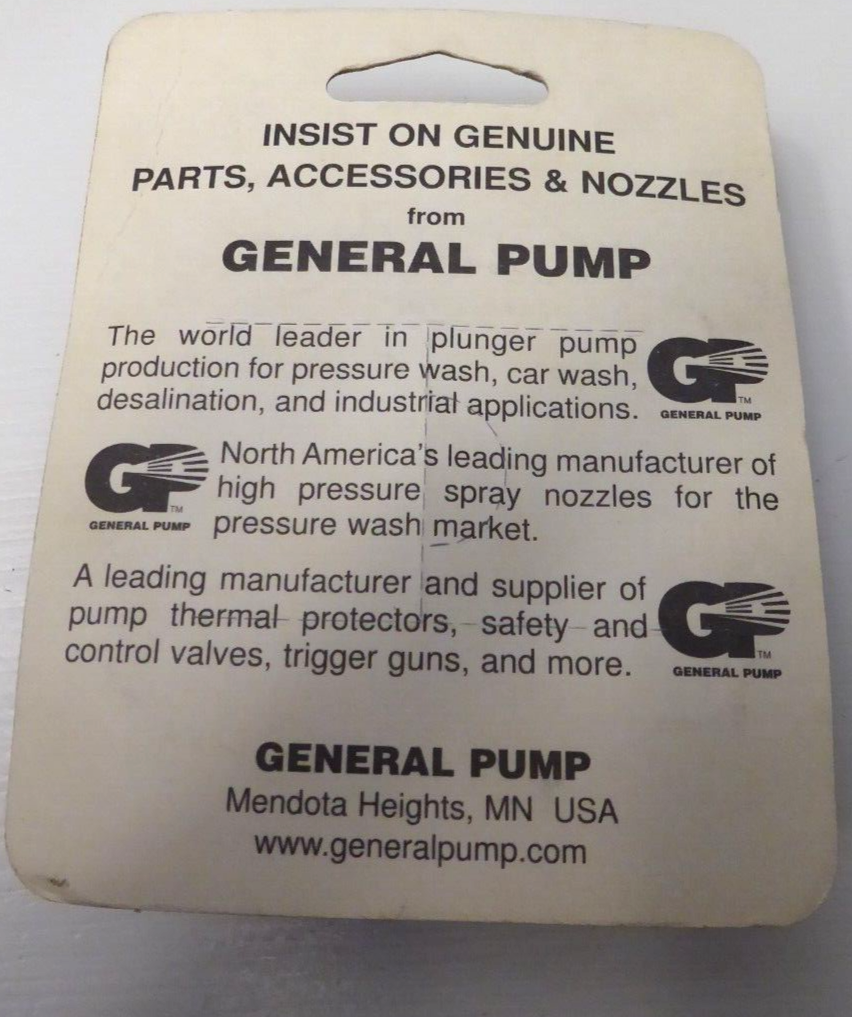 INSIST ON GENUINE
PARTS, ACCESSORIES & NOZZLES
from
GENERAL PUMP
The world leader in plunger pump
production for pressure wash, car wash,
desalination, and industrial applications.
GP TM
GENERAL PUMP
North America's leading manufacturer of
high pressure spray nozzles for the
pressure wash market.
GP TM
GENERAL PUMP
A leading manufacturer and supplier of
pump thermal protectors, safety and
control valves, trigger guns, and more.
GP TM
GENERAL PUMP
GENERAL PUMP
Mendota Heights, MN USA
www.generalpump.com